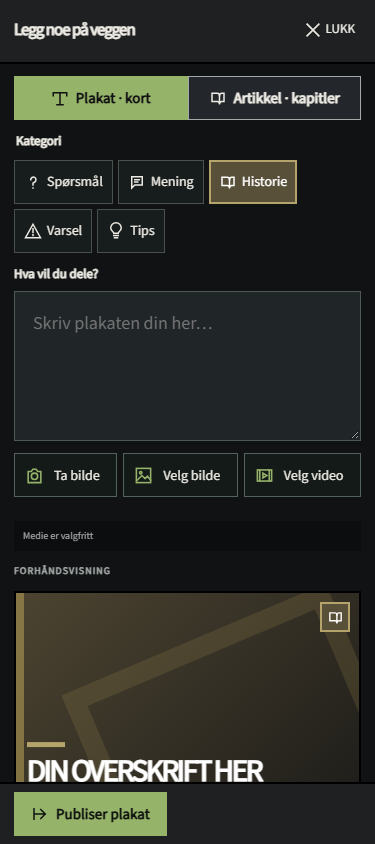 Legg noe på veggen
LUKK
Plakat · kort
Artikkel · kapitler
Kategori
Spørsmål
Mening
Historie
Varsel
Tips
Hva vil du dele?
Skriv plakaten din her…
Ta bilde
Velg bilde
Velg video
Medie er valgfritt
FORHÅNDSVISNING
DIN OVERSKRIFT HER
Publiser plakat